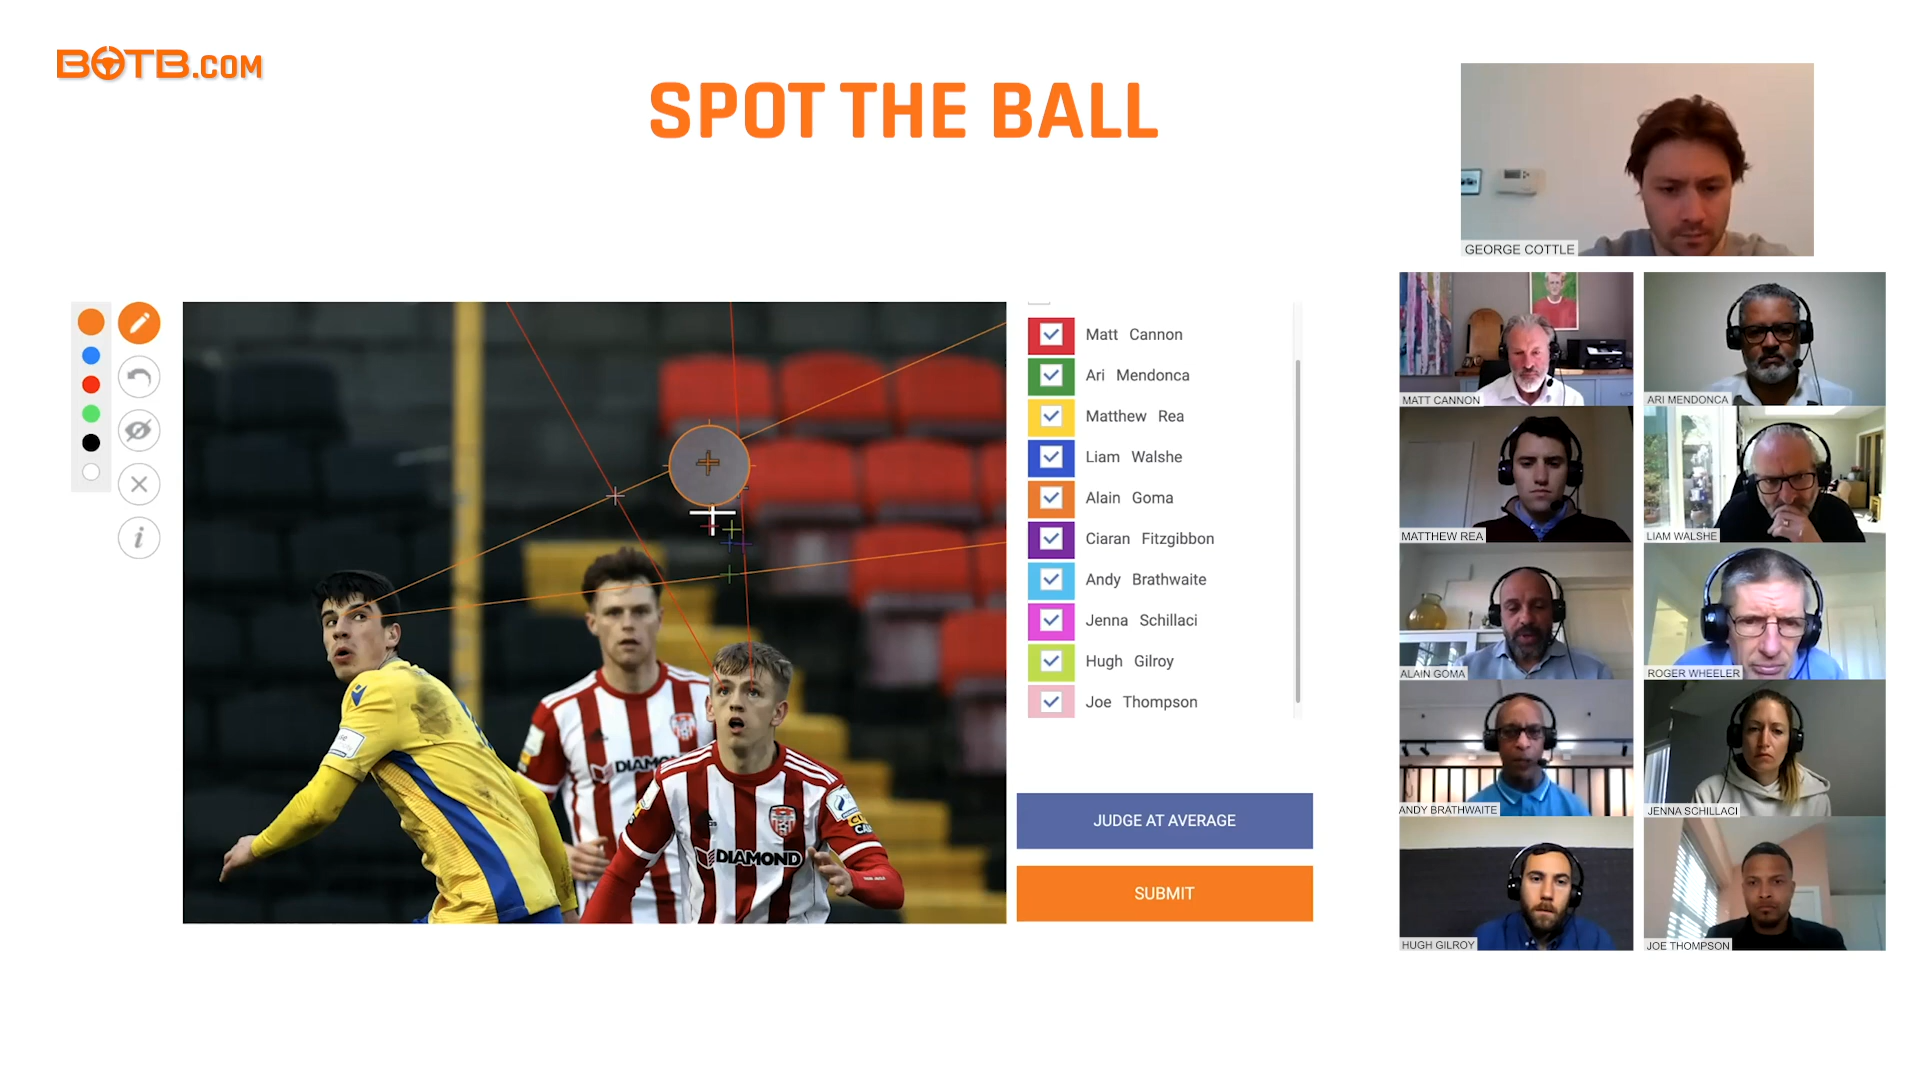 BOTB.COM
SPOT THE BALL
GEORGE COTTLE
Matt Cannon
Ari Mendonca
Matthew Rea
Liam Walshe
Alain Goma
Ciaran Fitzgibbon
Andy Brathwaite
Jenna Schillaci
Hugh Gilroy
Joe Thompson
JUDGE AT AVERAGE
SUBMIT
i
DIAMOND
DIAMOND
MATT CANNON
ARI MENDONCA
MATTHEW REA
LIAM WALSHE
ALAIN GOMA
ROGER WHEELER
ANDY BRATHWAITE
JENNA SCHILLACI
HUGH GILROY
JOE THOMPSON